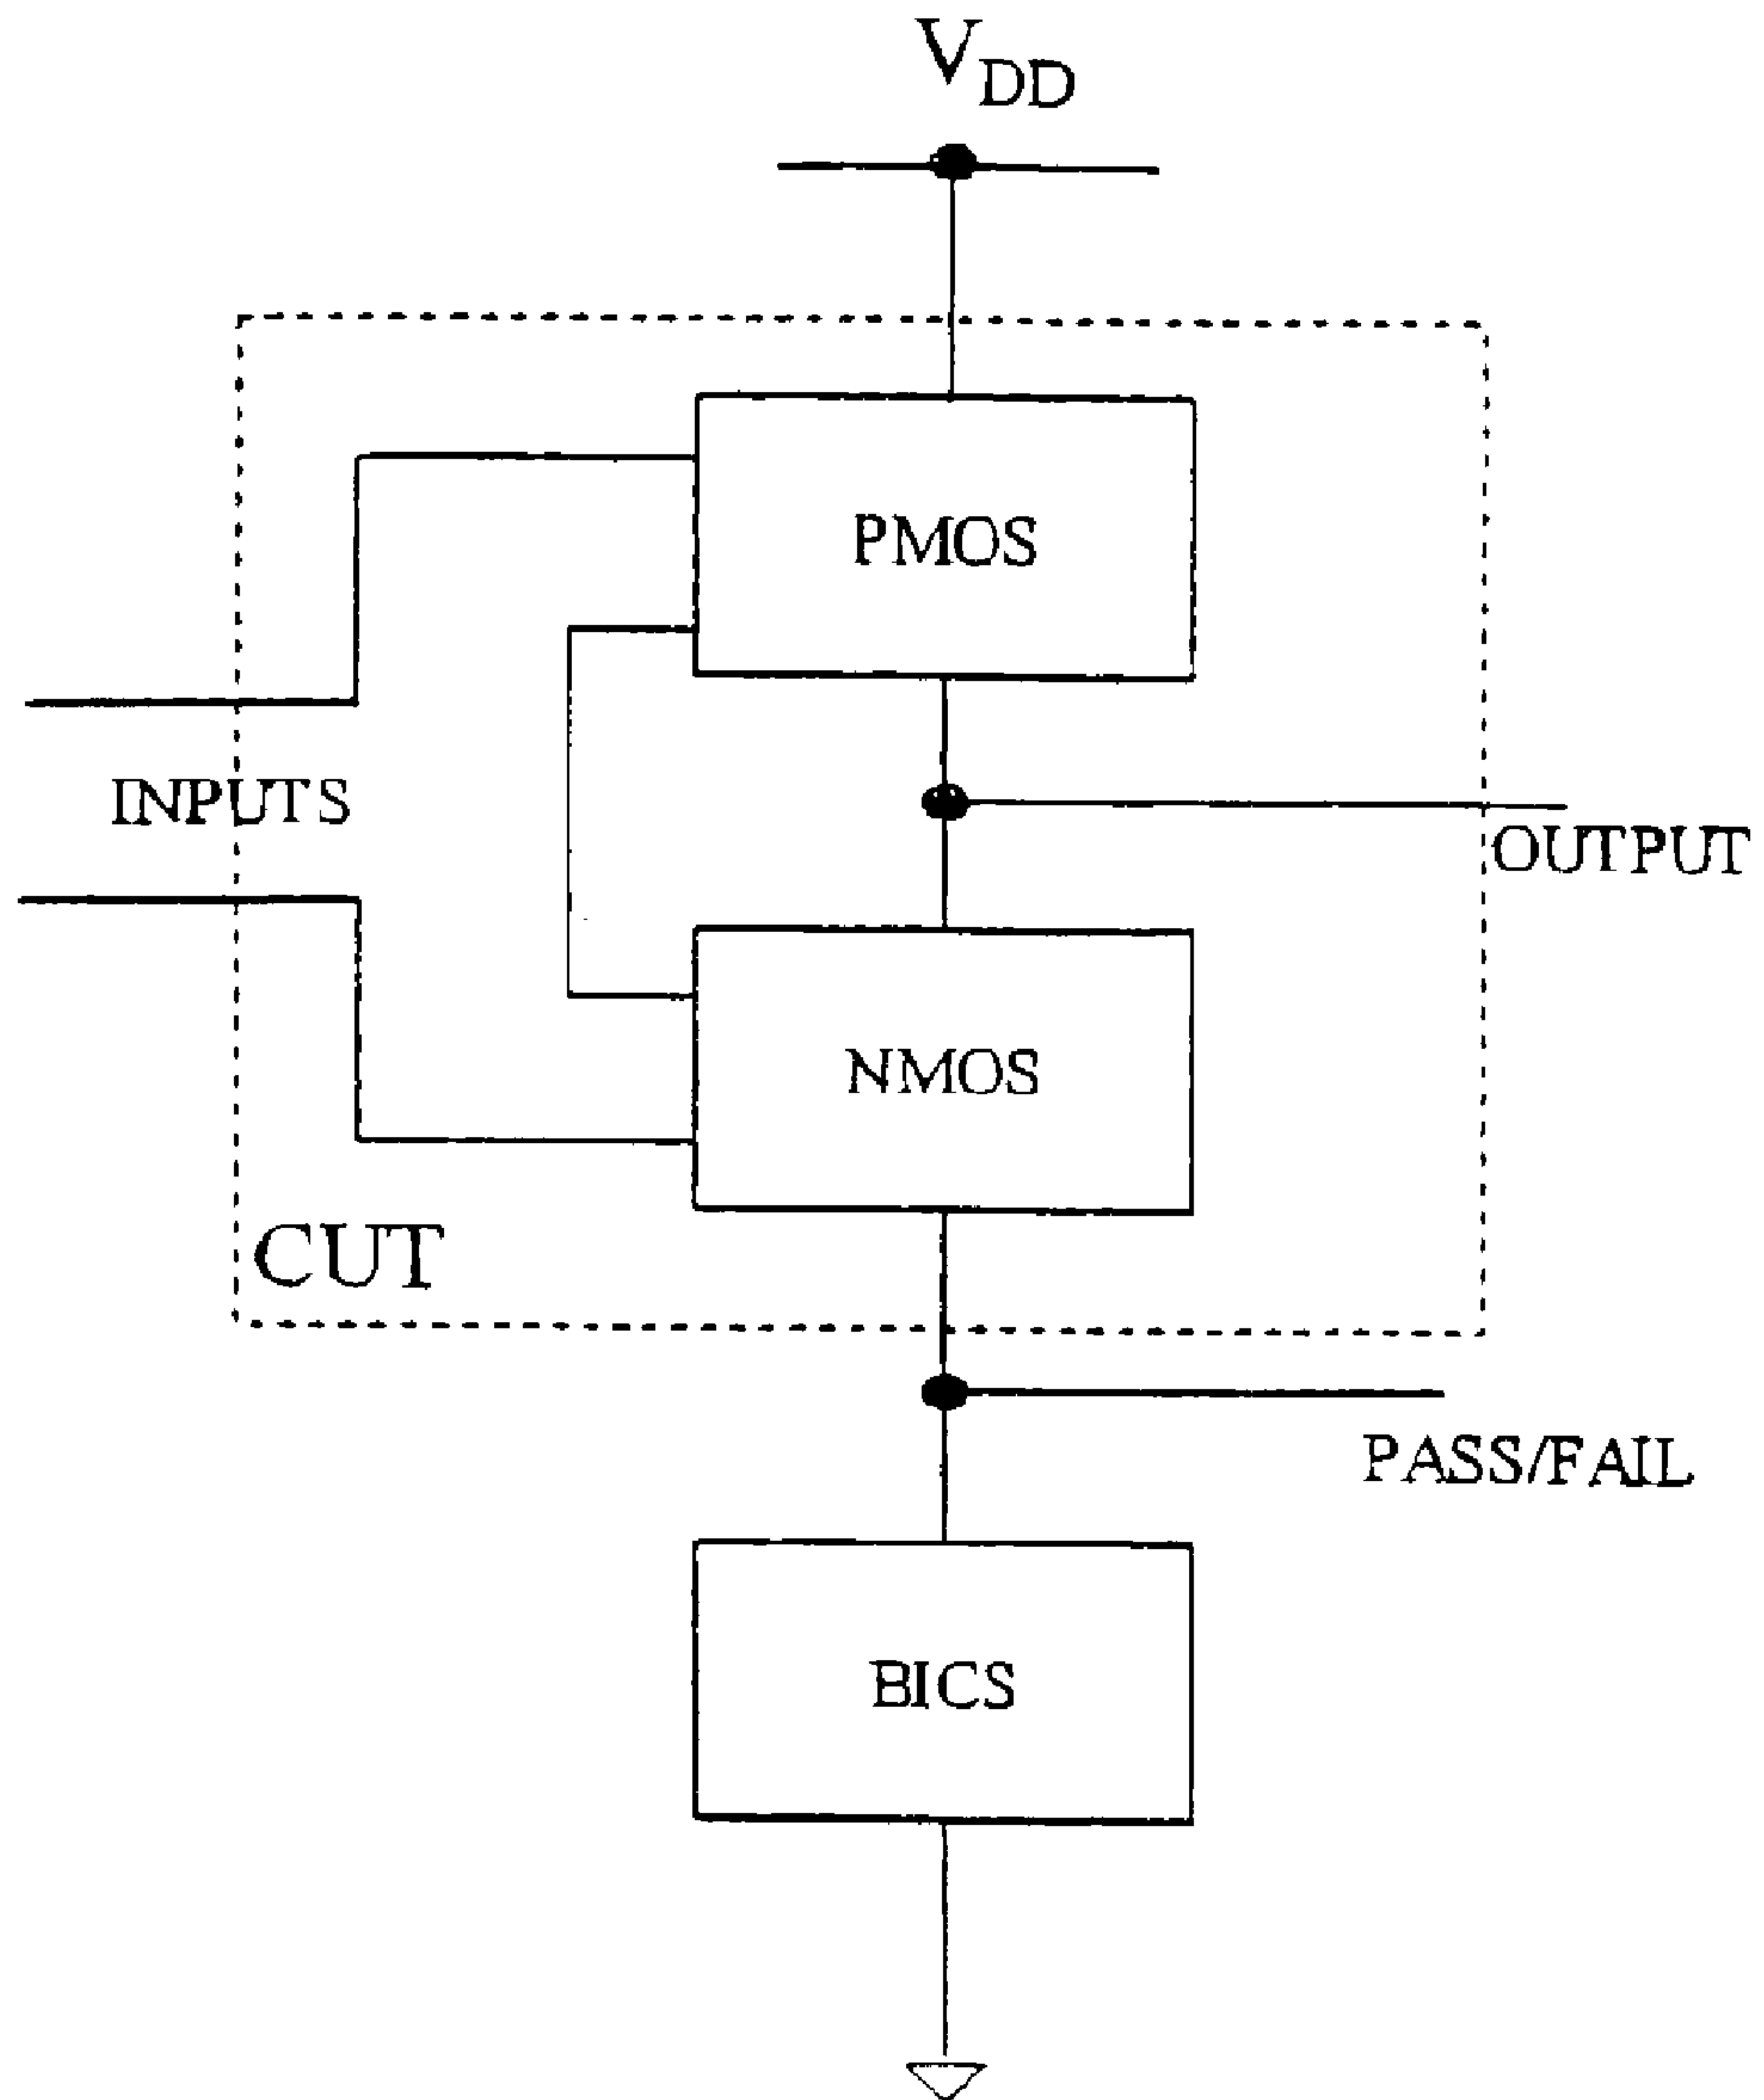 VDD
PMOS
INPUTS
OUTPUT
NMOS
CUT
PASS/FAIL
BICS